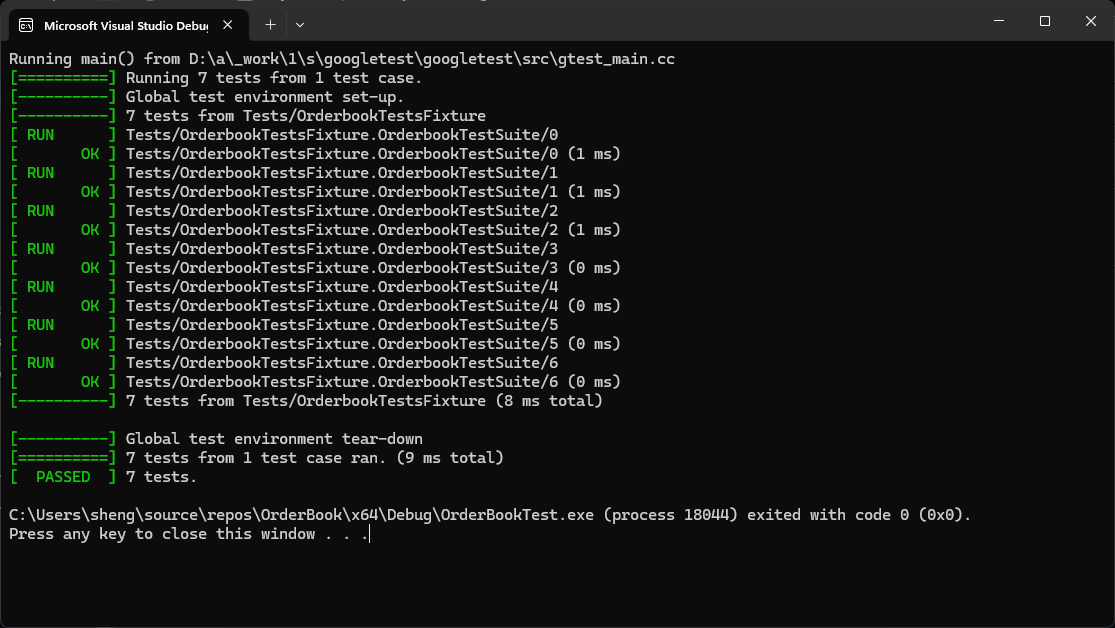 Microsoft Visual Studio Debug
Running main() from D:\a\_work\1\s\googletest\googletest\src\gtest_main.cc
[==========] Running 7 tests from 1 test case.
[----------] Global test environment set-up.
[----------] 7 tests from Tests/OrderbookTestsFixture
[ RUN      ] Tests/OrderbookTestsFixture.OrderbookTestSuite/0
[       OK ] Tests/OrderbookTestsFixture.OrderbookTestSuite/0 (1 ms)
[ RUN      ] Tests/OrderbookTestsFixture.OrderbookTestSuite/1
[       OK ] Tests/OrderbookTestsFixture.OrderbookTestSuite/1 (1 ms)
[ RUN      ] Tests/OrderbookTestsFixture.OrderbookTestSuite/2
[       OK ] Tests/OrderbookTestsFixture.OrderbookTestSuite/2 (1 ms)
[ RUN      ] Tests/OrderbookTestsFixture.OrderbookTestSuite/3
[       OK ] Tests/OrderbookTestsFixture.OrderbookTestSuite/3 (0 ms)
[ RUN      ] Tests/OrderbookTestsFixture.OrderbookTestSuite/4
[       OK ] Tests/OrderbookTestsFixture.OrderbookTestSuite/4 (0 ms)
[ RUN      ] Tests/OrderbookTestsFixture.OrderbookTestSuite/5
[       OK ] Tests/OrderbookTestsFixture.OrderbookTestSuite/5 (0 ms)
[ RUN      ] Tests/OrderbookTestsFixture.OrderbookTestSuite/6
[       OK ] Tests/OrderbookTestsFixture.OrderbookTestSuite/6 (0 ms)
[----------] 7 tests from Tests/OrderbookTestsFixture (8 ms total)
[----------] Global test environment tear-down
[==========] 7 tests from 1 test case ran. (9 ms total)
[  PASSED  ] 7 tests.
C:\Users\sheng\source\repos\OrderBook\x64\Debug\OrderBookTest.exe (process 18044) exited with code 0 (0x0).
Press any key to close this window . . .